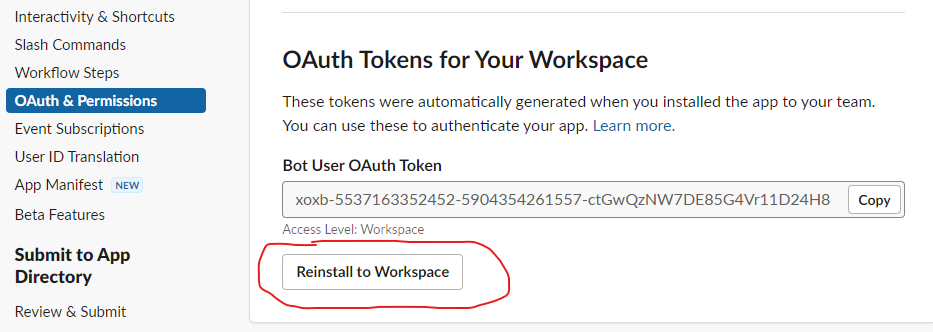 Interactivity & Shortcuts
Slash Commands
Workflow Steps
OAuth & Permissions
Event Subscriptions
User ID Translation
App Manifest NEW
Beta Features
Submit to App
Directory
Review & Submit
OAuth Tokens for Your Workspace
These tokens were automatically generated when you installed the app to your team.
You can use these to authenticate your app. Learn more.
Bot User OAuth Token
xoxb-5537163352452-5904354261557-ctGwQzNW7DE85G4Vr11D24H8 Copy
Access Level: Workspace
Reinstall to Workspace